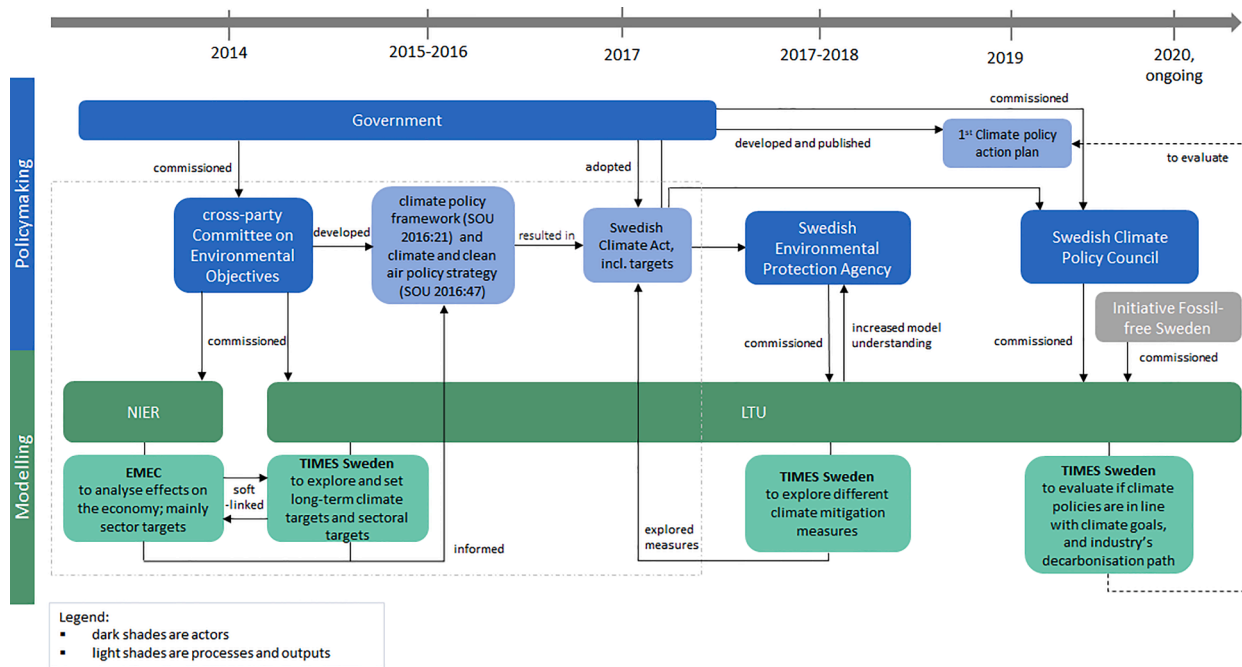 2014
2015-2016
2017
2017-2018
2019
2020,
ongoing
Policymaking
Government
commissioned
developed and published
1st Climate policy
action plan
to evaluate
commissioned
adopted
cross-party
Committee on
Environmental
Objectives
developed
climate policy
framework (SOU
2016:21) and
climate and clean
air policy strategy
(SOU 2016:47)
resulted in
Swedish
Climate Act,
incl. targets
Swedish
Environmental
Protection Agency
Swedish Climate
Policy Council
Initiative Fossil-
free Sweden
commissioned
commissioned
increased model
understanding
commissioned
commissioned
Modelling
NIER
LTU
EMEC
to analyse effects on
the economy; mainly
sector targets
soft
-linked
TIMES Sweden
to explore and set
long-term climate
targets and sectoral
targets
informed
explored
measures
TIMES Sweden
to explore different
climate mitigation
measures
TIMES Sweden
to evaluate if climate
policies are in line
with climate goals,
and industry's
decarbonisation path
Legend:
▪ dark shades are actors
▪ light shades are processes and outputs